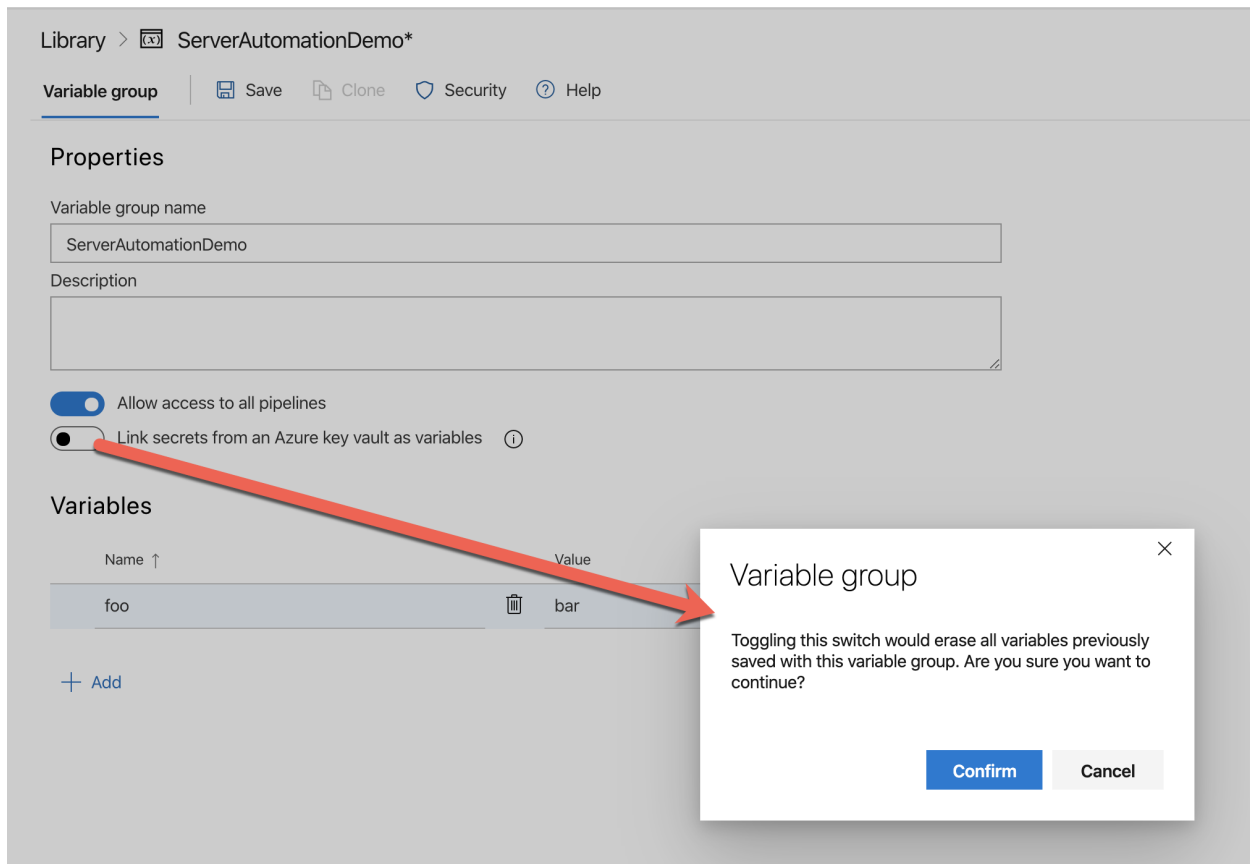 Library > ServerAutomationDemo*
Variable group Save Clone Security Help
Properties
Variable group name
ServerAutomationDemo
Description
Allow access to all pipelines
Link secrets from an Azure key vault as variables
Variables
Name ↑ Value
foo bar
+ Add
Variable group
Toggling this switch would erase all variables previously
saved with this variable group. Are you sure you want to
continue?
Confirm Cancel